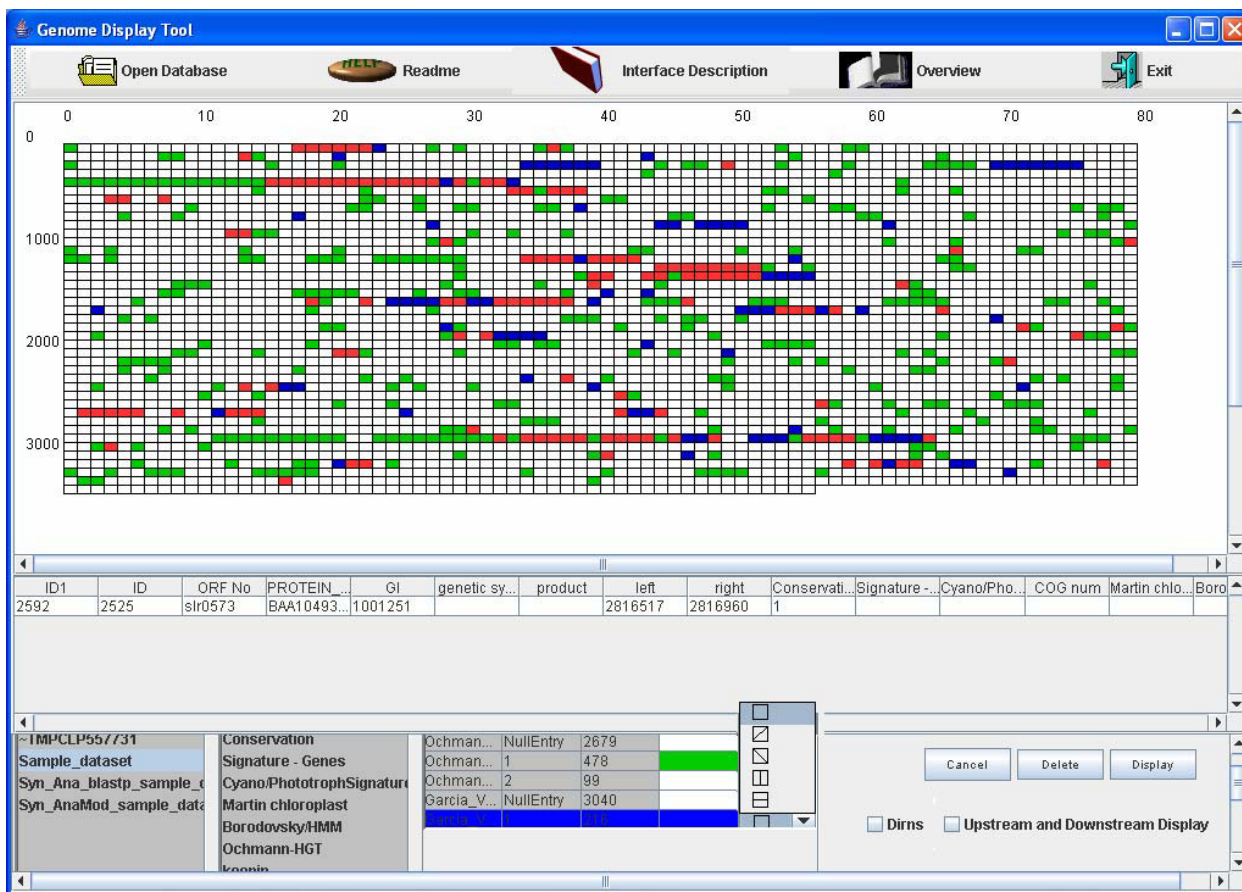 Genome Display Tool
Open Database
HELP
Readme
Interface Description
Overview
Exit
0 10 20 30 40 50 60 70 80
0
1000
2000
3000
ID1 ID ORF No PROTEIN_... GI genetic sy... product left right Conservati... Signature -... Cyano/Pho... COG num Martin chlo... Boro
2592 2525 slr0573 BAA10493... 1001251 2816517 2816960 1
~TMPCLP557731
Sample_dataset
Syn_Ana_blastp_sample_d
Syn_AnaMod_sample_data
Conservation
Signature - Genes
Cyano/PhototrophSignature
Martin chloroplast
Borodovsky/HMM
Ochmann-HGT
koonin
Ochman... NullEntry 2679
Ochman... 1 478
Ochman... 2 99
Garcia_V... NullEntry 3040
Garcia_V... 1 216
Cancel
Delete
Display
Dirns
Upstream and Downstream Display